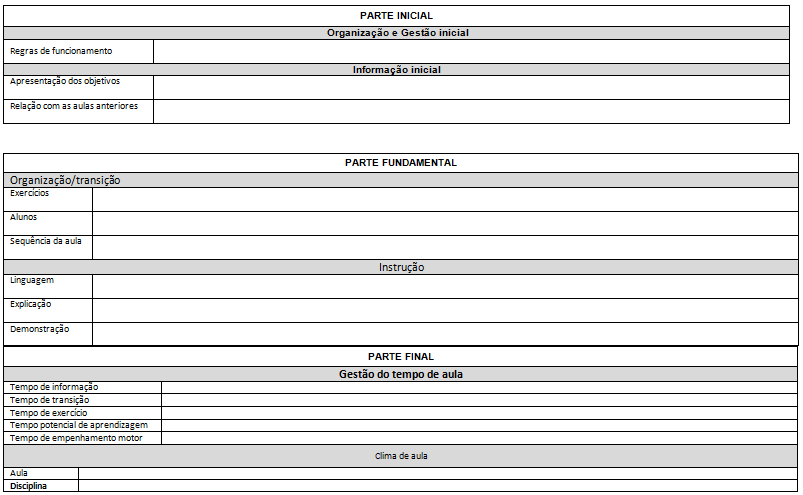 PARTE INICIAL
Organização e Gestão inicial
Regras de funcionamento
Informação inicial
Apresentação dos objetivos
Relação com as aulas anteriores
PARTE FUNDAMENTAL
Organização/transição
Exercícios
Alunos
Sequência da aula
Instrução
Linguagem
Explicação
Demonstração
PARTE FINAL
Gestão do tempo de aula
Tempo de informação
Tempo de transição
Tempo de exercício
Tempo potencial de aprendizagem
Tempo de empenhamento motor
Clima de aula
Aula
Disciplina